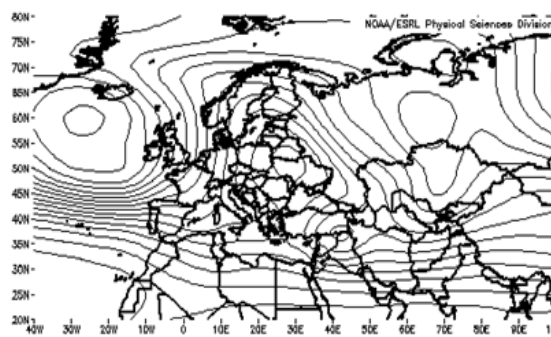 NOAA/ESRL Physical Sciences Division
80N
75N
70N
65N
60N
55N
50N
45N
40N
35N
30N
25N
20N
40W 30W 20W 10W 0 10E 20E 30E 40E 50E 60E 70E 80E 90E